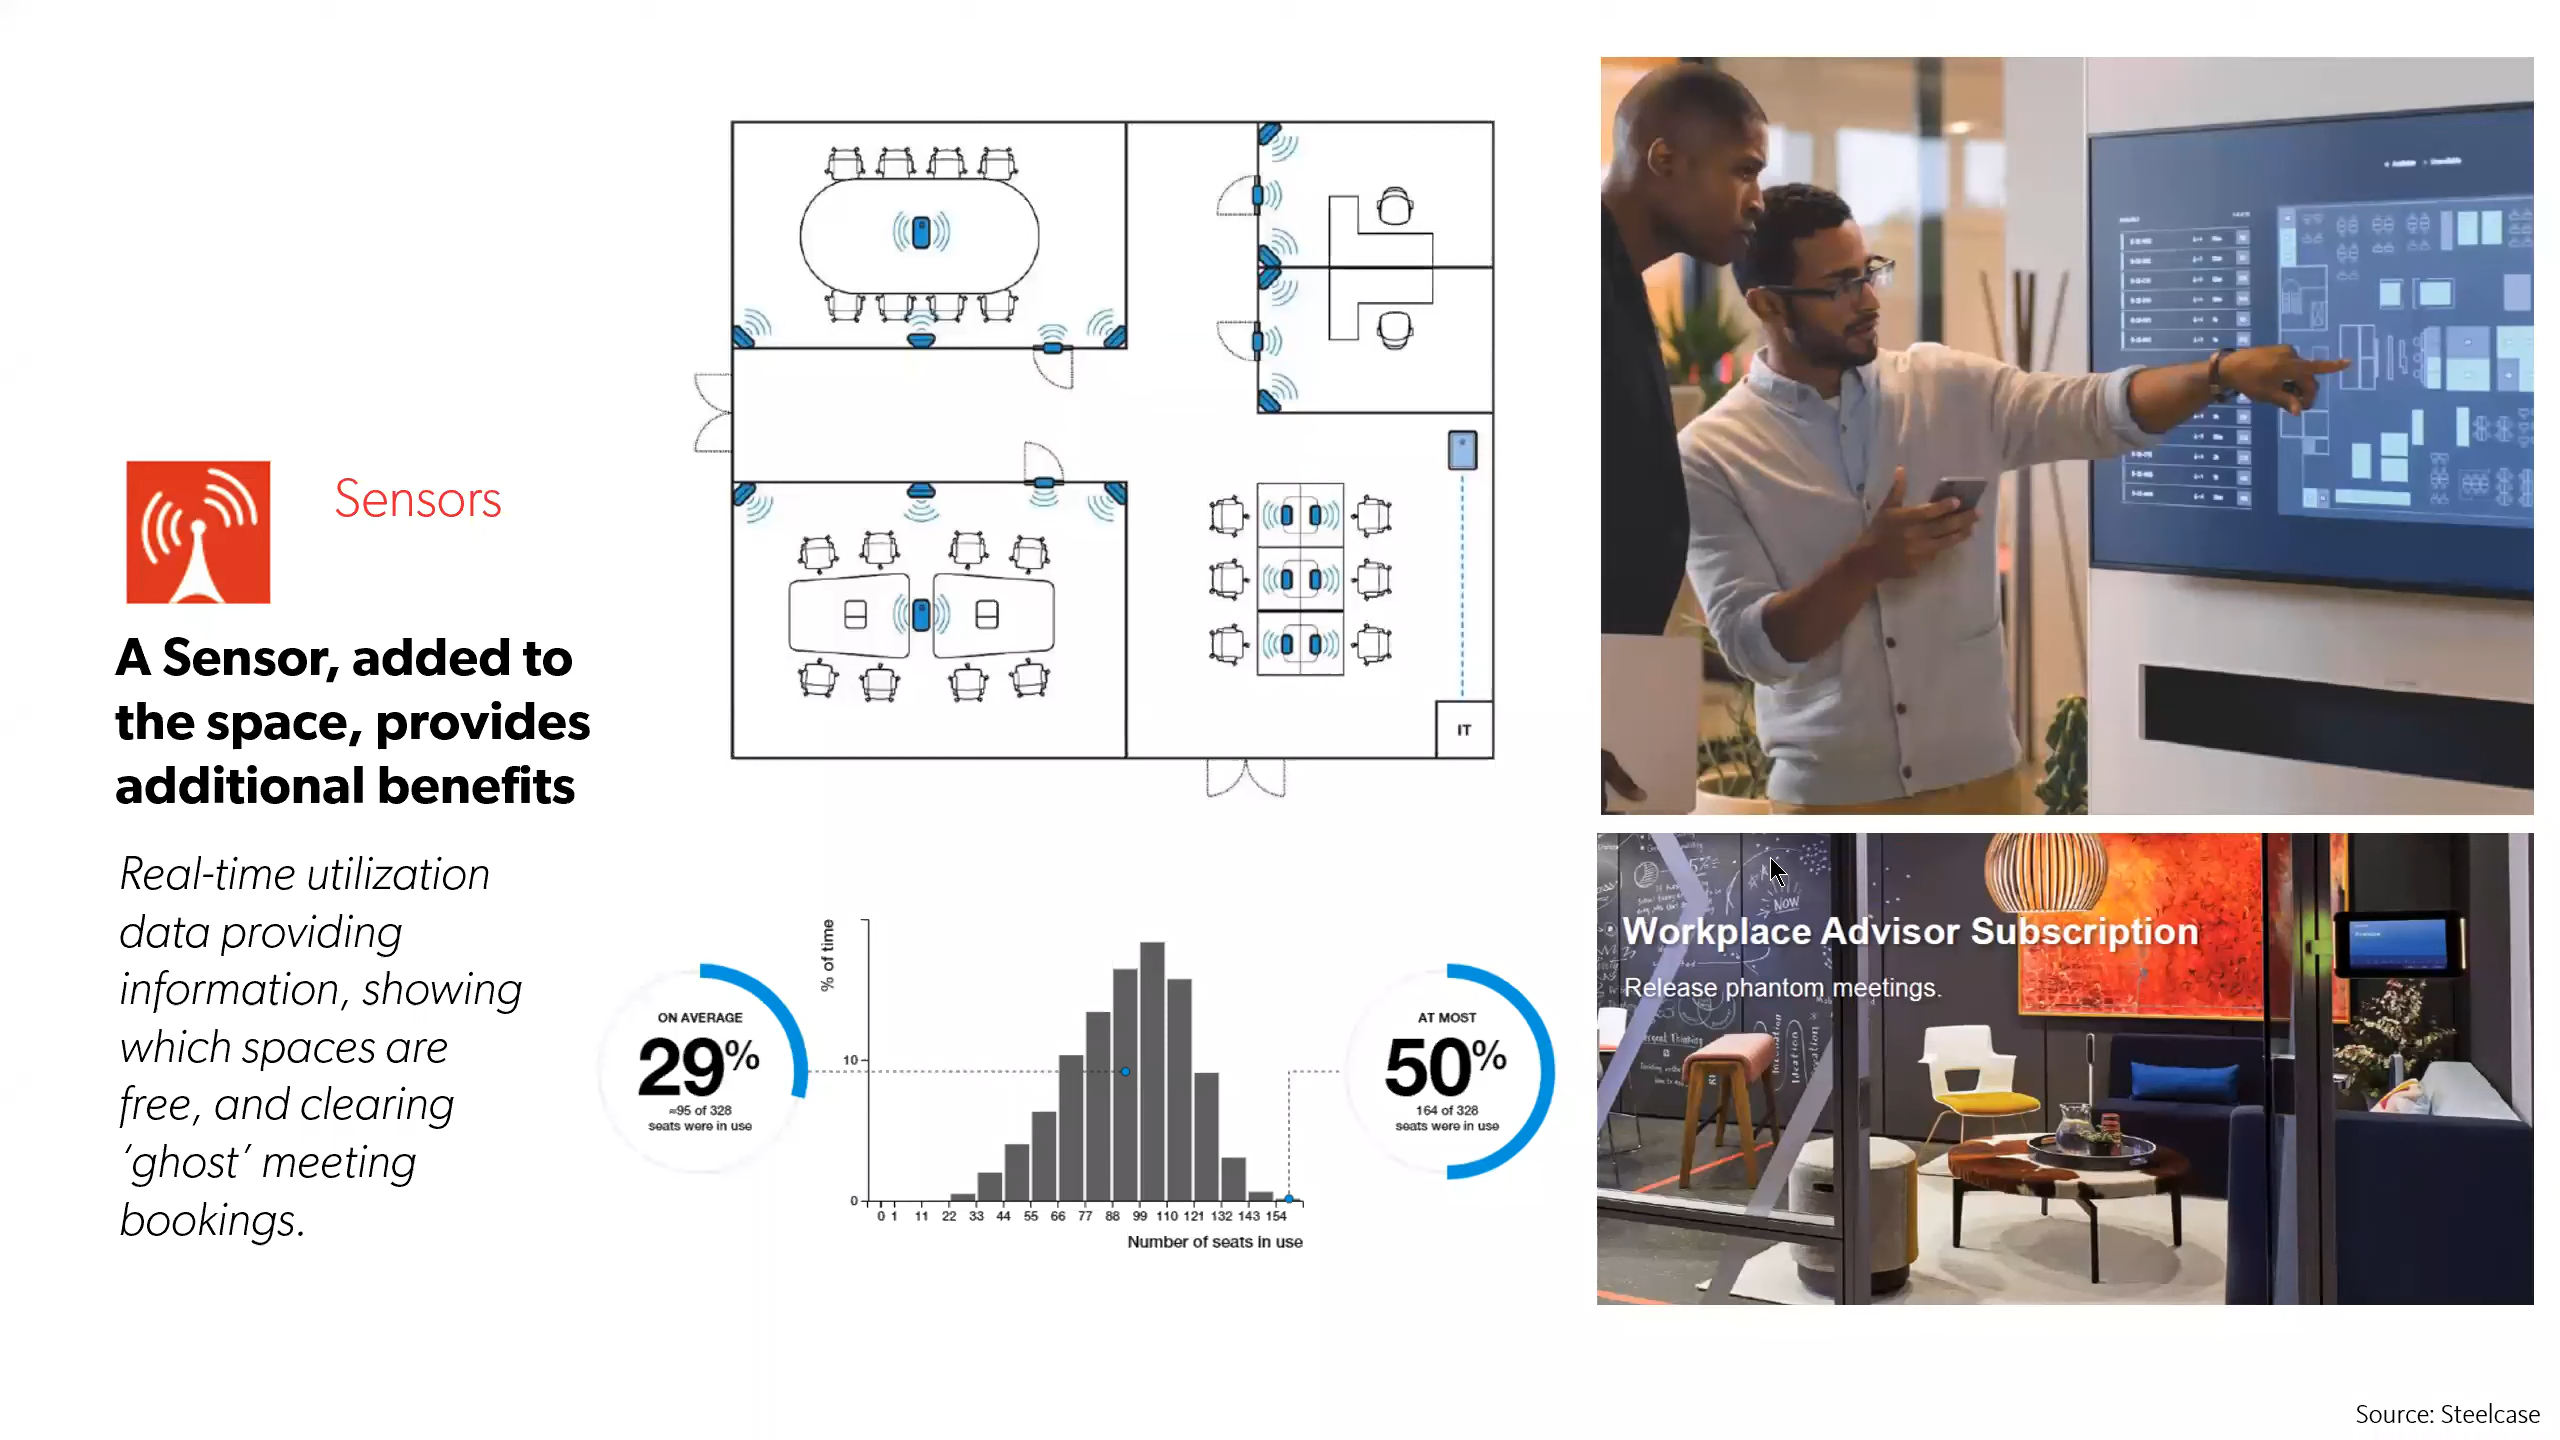 Sensors
A Sensor, added to
the space, provides
additional benefits
Real-time utilization
data providing
information, showing
which spaces are
free, and clearing
‘ghost’ meeting
bookings.
IT
ON AVERAGE
29%
≈95 of 328
seats were in use
% of time
10
0
0 1 11 22 33 44 55 66 77 88 99 110 121 132 143 154
Number of seats in use
AT MOST
50%
164 of 328
seats were in use
NOW
Workplace Advisor Subscription
Release phantom meetings.
Ideation
Source: Steelcase